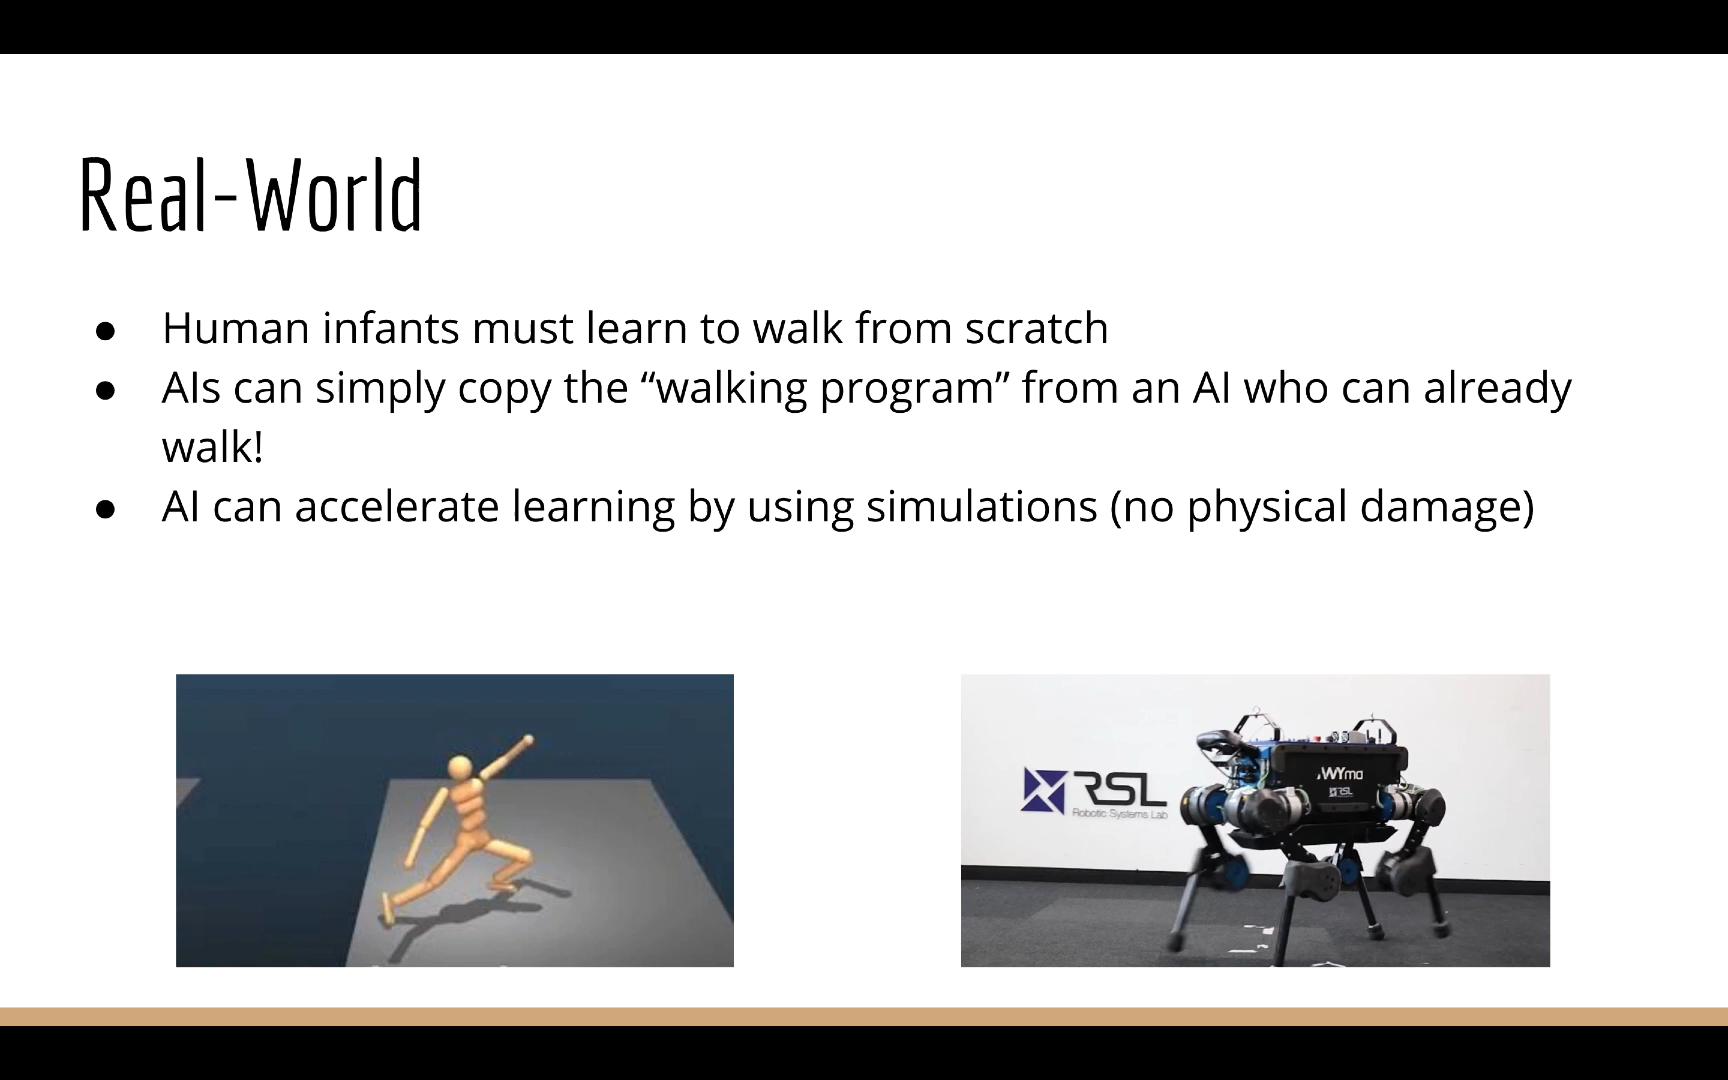 Real-World
● Human infants must learn to walk from scratch
● AIs can simply copy the “walking program” from an AI who can already
walk!
● AI can accelerate learning by using simulations (no physical damage)
RSL
Robotic Systems Lab
WYma
RSL